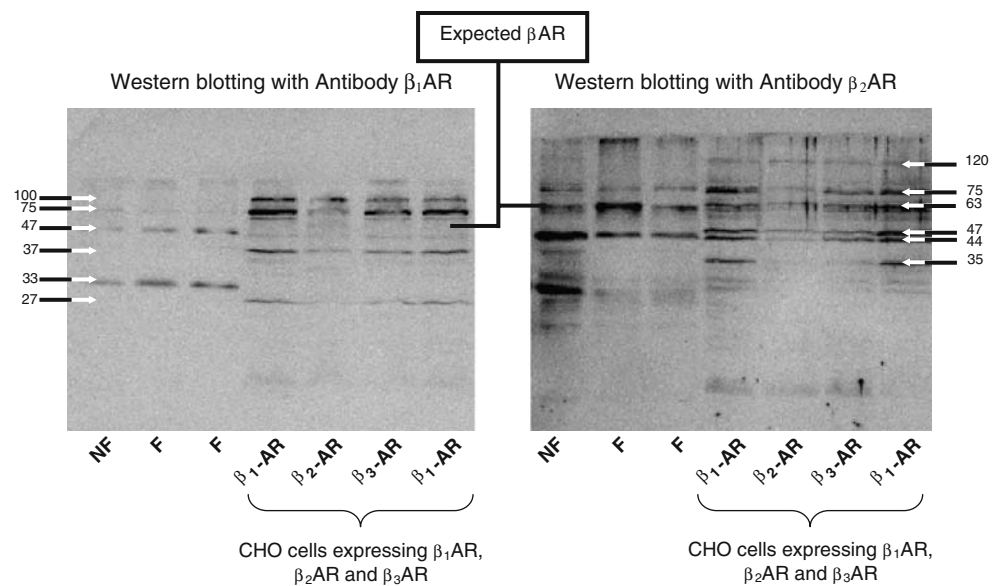 Expected βAR
Western blotting with Antibody β₁AR
Western blotting with Antibody β₂AR
100
75
47
37
33
27
120
75
63
47
44
35
NF F F β₁-AR β₂-AR β₃-AR β₁-AR
NF F F β₁-AR β₂-AR β₃-AR β₁-AR
CHO cells expressing β₁AR,
β₂AR and β₃AR
CHO cells expressing β₁AR,
β₂AR and β₃AR